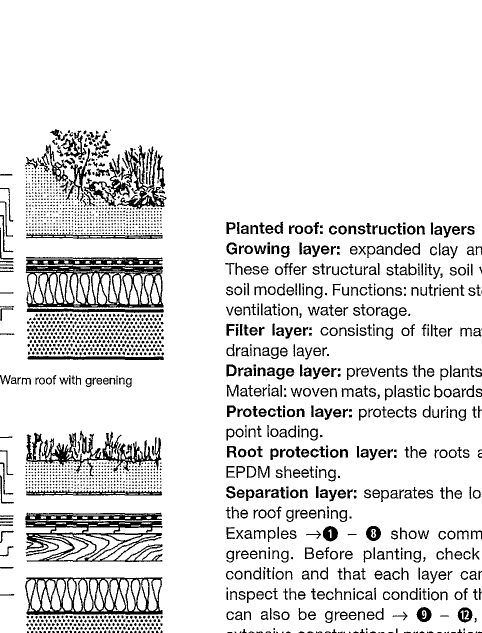 Warm roof with greening
Planted roof: construction layers
Growing layer: expanded clay an
These offer structural stability, soil v
soil modelling. Functions: nutrient st
ventilation, water storage.
Filter layer: consisting of filter ma
drainage layer.
Drainage layer: prevents the plants
Material: woven mats, plastic boards
Protection layer: protects during th
point loading.
Root protection layer: the roots a
EPDM sheeting.
Separation layer: separates the lo
the roof greening.
Examples →❶ – ❽ show comm
greening. Before planting, check
condition and that each layer can
inspect the technical condition of th
can also be greened → ❾ – ⓬,
extensive constructional preparation